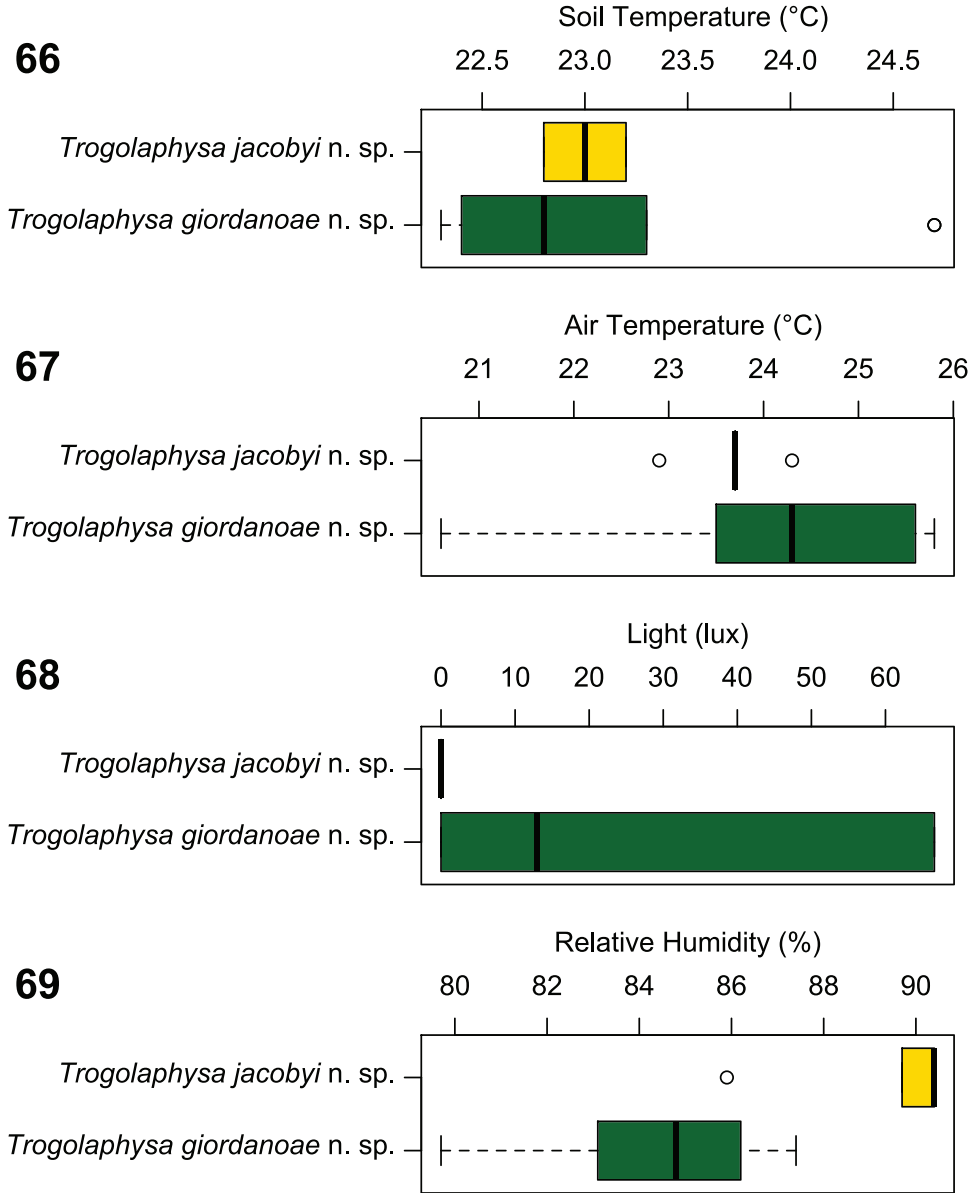 Soil Temperature (°C)
66
22.5 23.0 23.5 24.0 24.5
Trogolaphysa jacobyi n. sp.
Trogolaphysa giordanoae n. sp.
Air Temperature (°C)
67
21 22 23 24 25 26
Trogolaphysa jacobyi n. sp.
Trogolaphysa giordanoae n. sp.
Light (lux)
68
0 10 20 30 40 50 60
Trogolaphysa jacobyi n. sp.
Trogolaphysa giordanoae n. sp.
Relative Humidity (%)
69
80 82 84 86 88 90
Trogolaphysa jacobyi n. sp.
Trogolaphysa giordanoae n. sp.